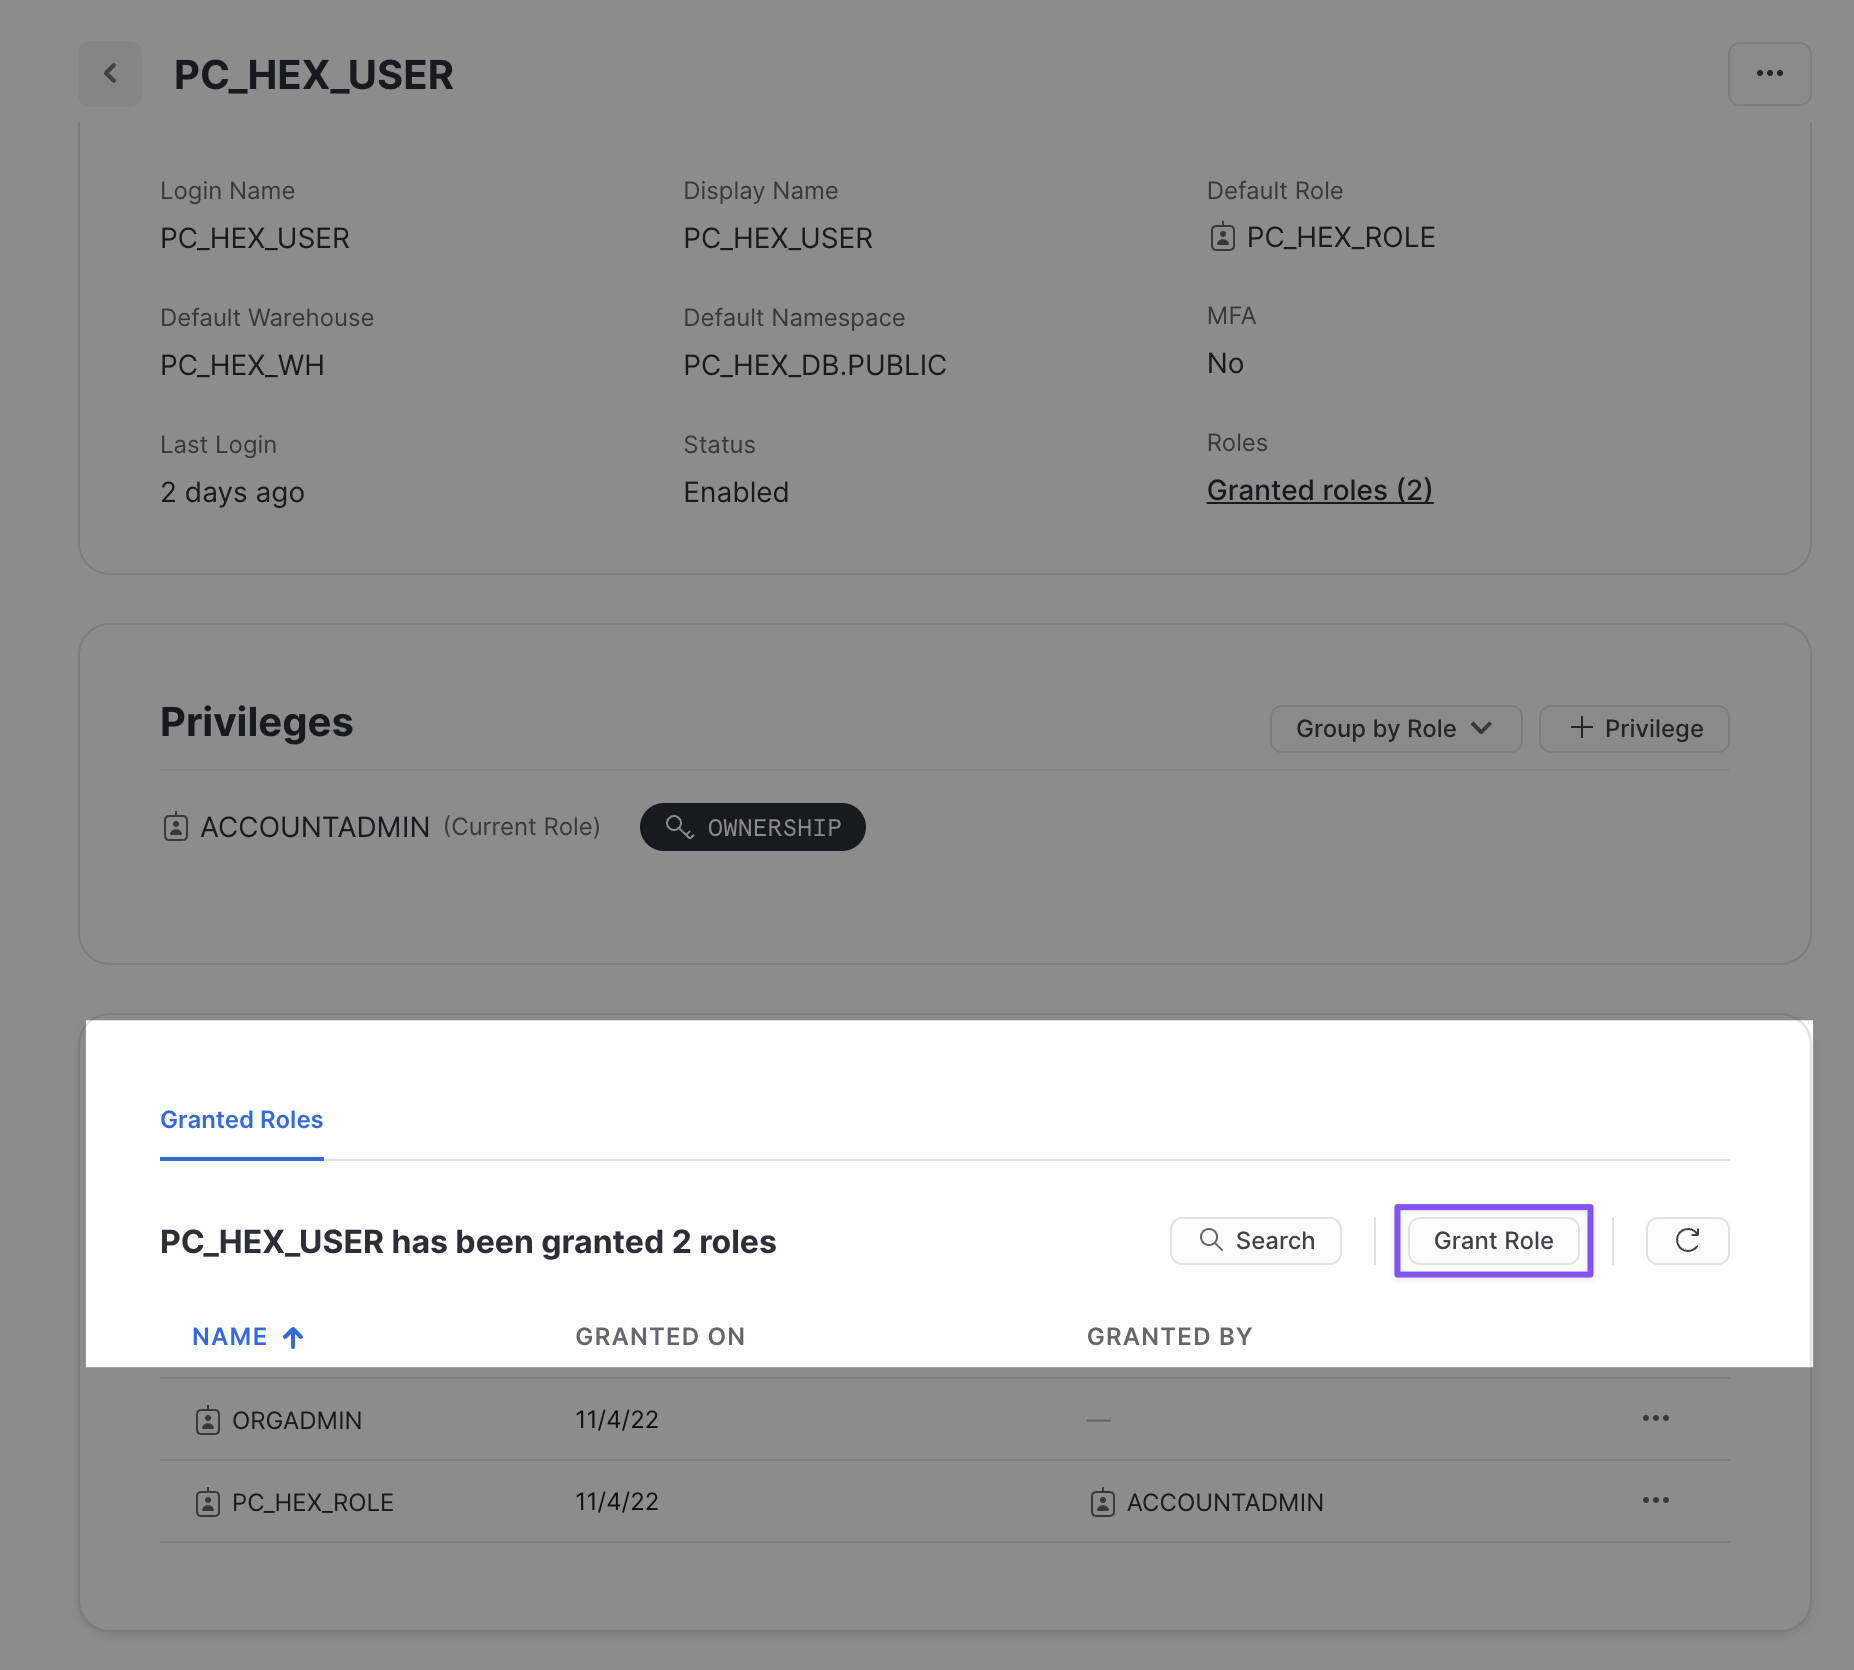 PC_HEX_USER
Login Name
PC_HEX_USER
Display Name
PC_HEX_USER
Default Role
PC_HEX_ROLE
Default Warehouse
PC_HEX_WH
Default Namespace
PC_HEX_DB.PUBLIC
MFA
No
Last Login
2 days ago
Status
Enabled
Roles
Granted roles (2)
Privileges
Group by Role
Privilege
ACCOUNTADMIN (Current Role) OWNERSHIP
Granted Roles
PC_HEX_USER has been granted 2 roles
Search
Grant Role
NAME GRANTED ON GRANTED BY
ORGADMIN 11/4/22 —
PC_HEX_ROLE 11/4/22 ACCOUNTADMIN